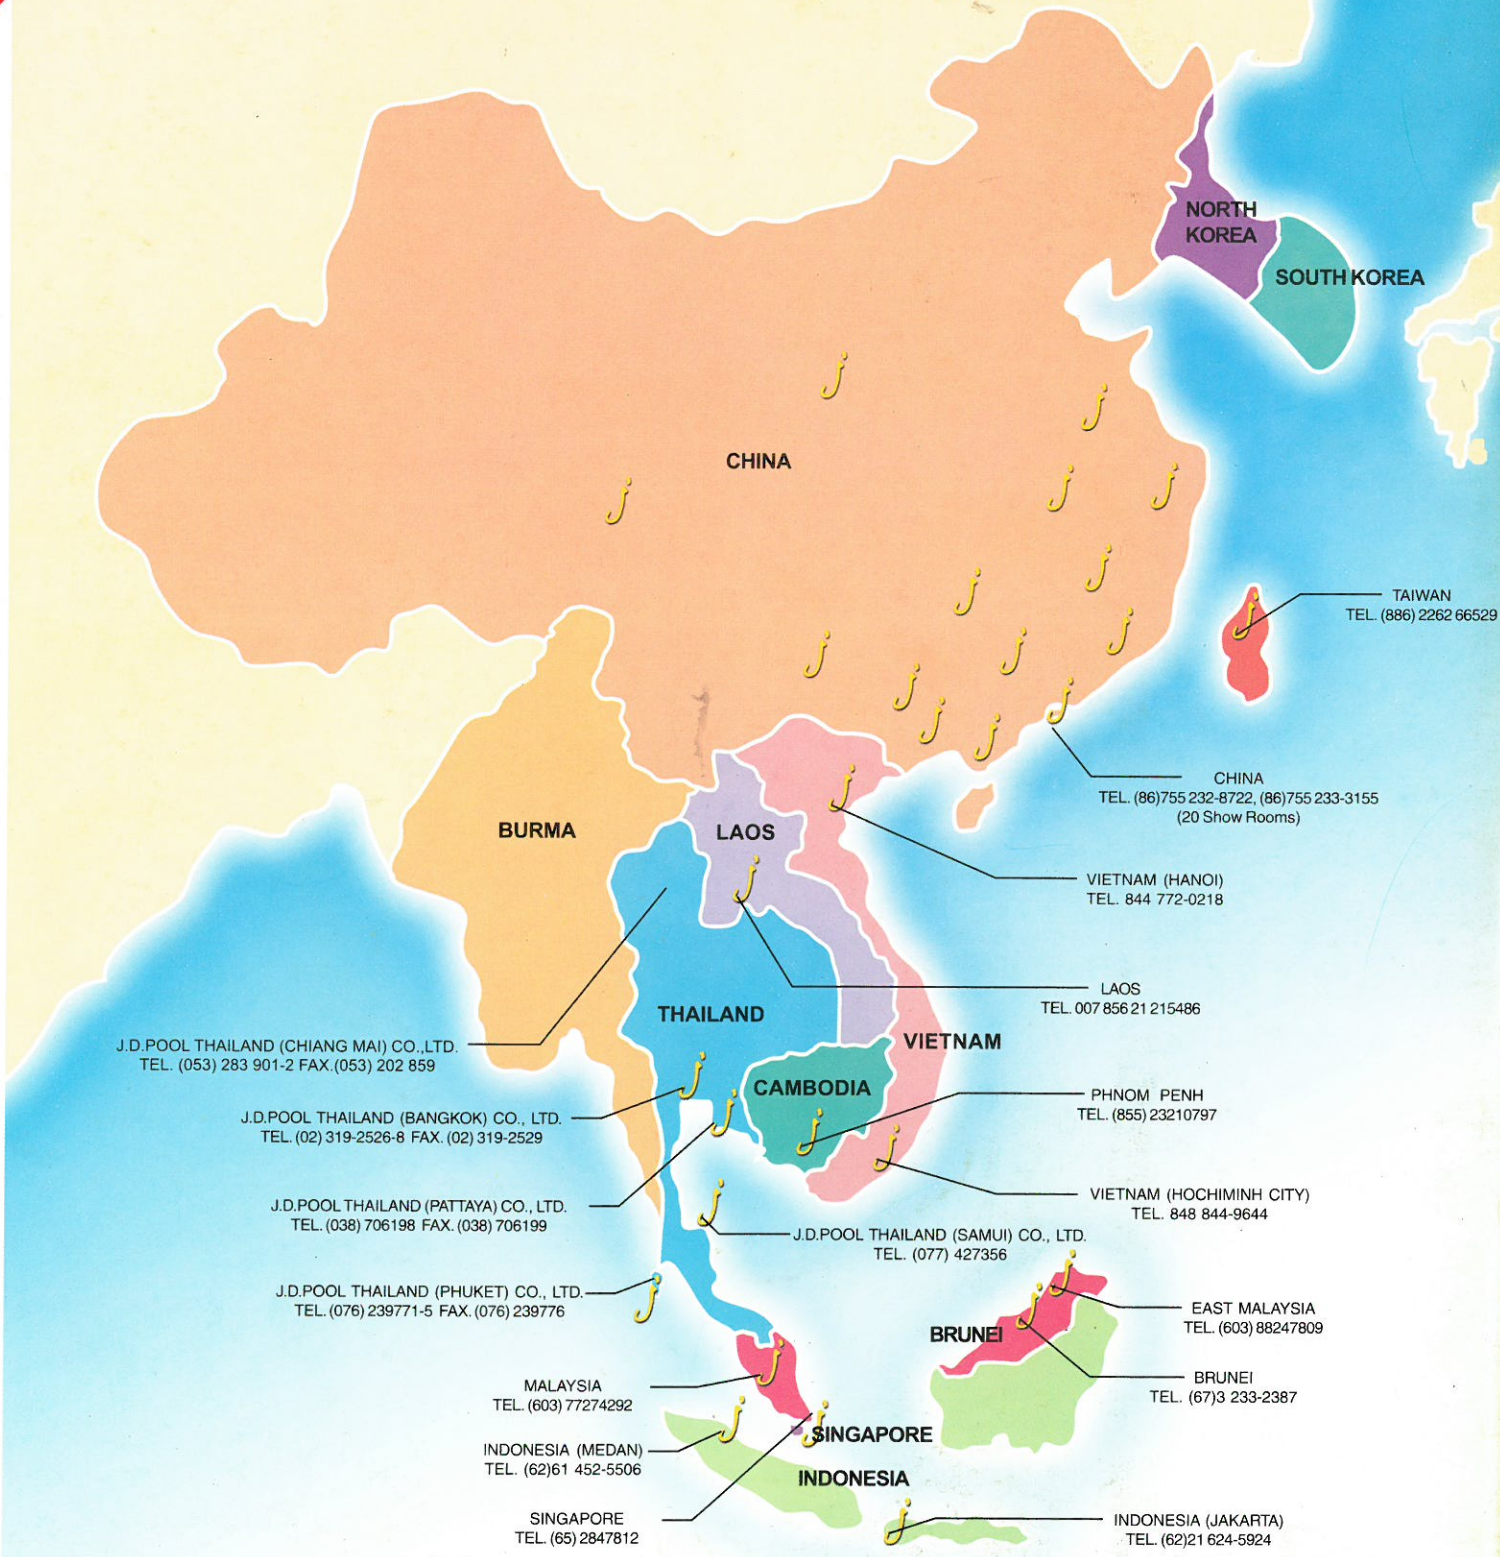 NORTH
KOREA
SOUTH KOREA
CHINA
TAIWAN
TEL. (886) 2262 66529
CHINA
TEL. (86)755 232-8722, (86)755 233-3155
(20 Show Rooms)
BURMA
LAOS
VIETNAM (HANOI)
TEL. 844 772-0218
LAOS
TEL. 007 856 21 215486
THAILAND
VIETNAM
J.D.POOL THAILAND (CHIANG MAI) CO.,LTD.
TEL. (053) 283 901-2 FAX.(053) 202 859
CAMBODIA
PHNOM PENH
TEL. (855) 23210797
J.D.POOL THAILAND (BANGKOK) CO., LTD.
TEL. (02) 319-2526-8 FAX. (02) 319-2529
VIETNAM (HOCHIMINH CITY)
TEL. 848 844-9644
J.D.POOL THAILAND (PATTAYA) CO., LTD.
TEL. (038) 706198 FAX. (038) 706199
J.D.POOL THAILAND (SAMUI) CO., LTD.
TEL. (077) 427356
J.D.POOL THAILAND (PHUKET) CO., LTD.
TEL. (076) 239771-5 FAX. (076) 239776
EAST MALAYSIA
TEL. (603) 88247809
BRUNEI
BRUNEI
TEL. (67)3 233-2387
MALAYSIA
TEL. (603) 77274292
SINGAPORE
INDONESIA (MEDAN)
TEL. (62)61 452-5506
INDONESIA
SINGAPORE
TEL. (65) 2847812
INDONESIA (JAKARTA)
TEL. (62)21 624-5924